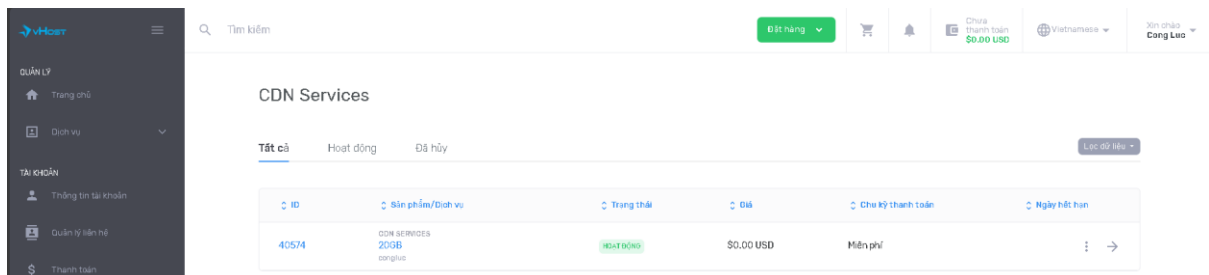 vHost
Tìm kiếm
Đặt hàng
Chưa
thanh toán
$0.00 USD
Vietnamese
Xin chào
Cong Luc
QUẢN LÝ
Trang chủ
Dịch vụ
TÀI KHOẢN
Thông tin tài khoản
Quản lý liên hệ
Thanh toán
CDN Services
Tất cả Hoạt động Đã hủy
Lọc dữ liệu
ID Sản phẩm/Dịch vụ Trạng thái Giá Chu kỳ thanh toán Ngày hết hạn
CDN SERVICES
40574 20GB HOẠT ĐỘNG $0.00 USD Miễn phí
congluc